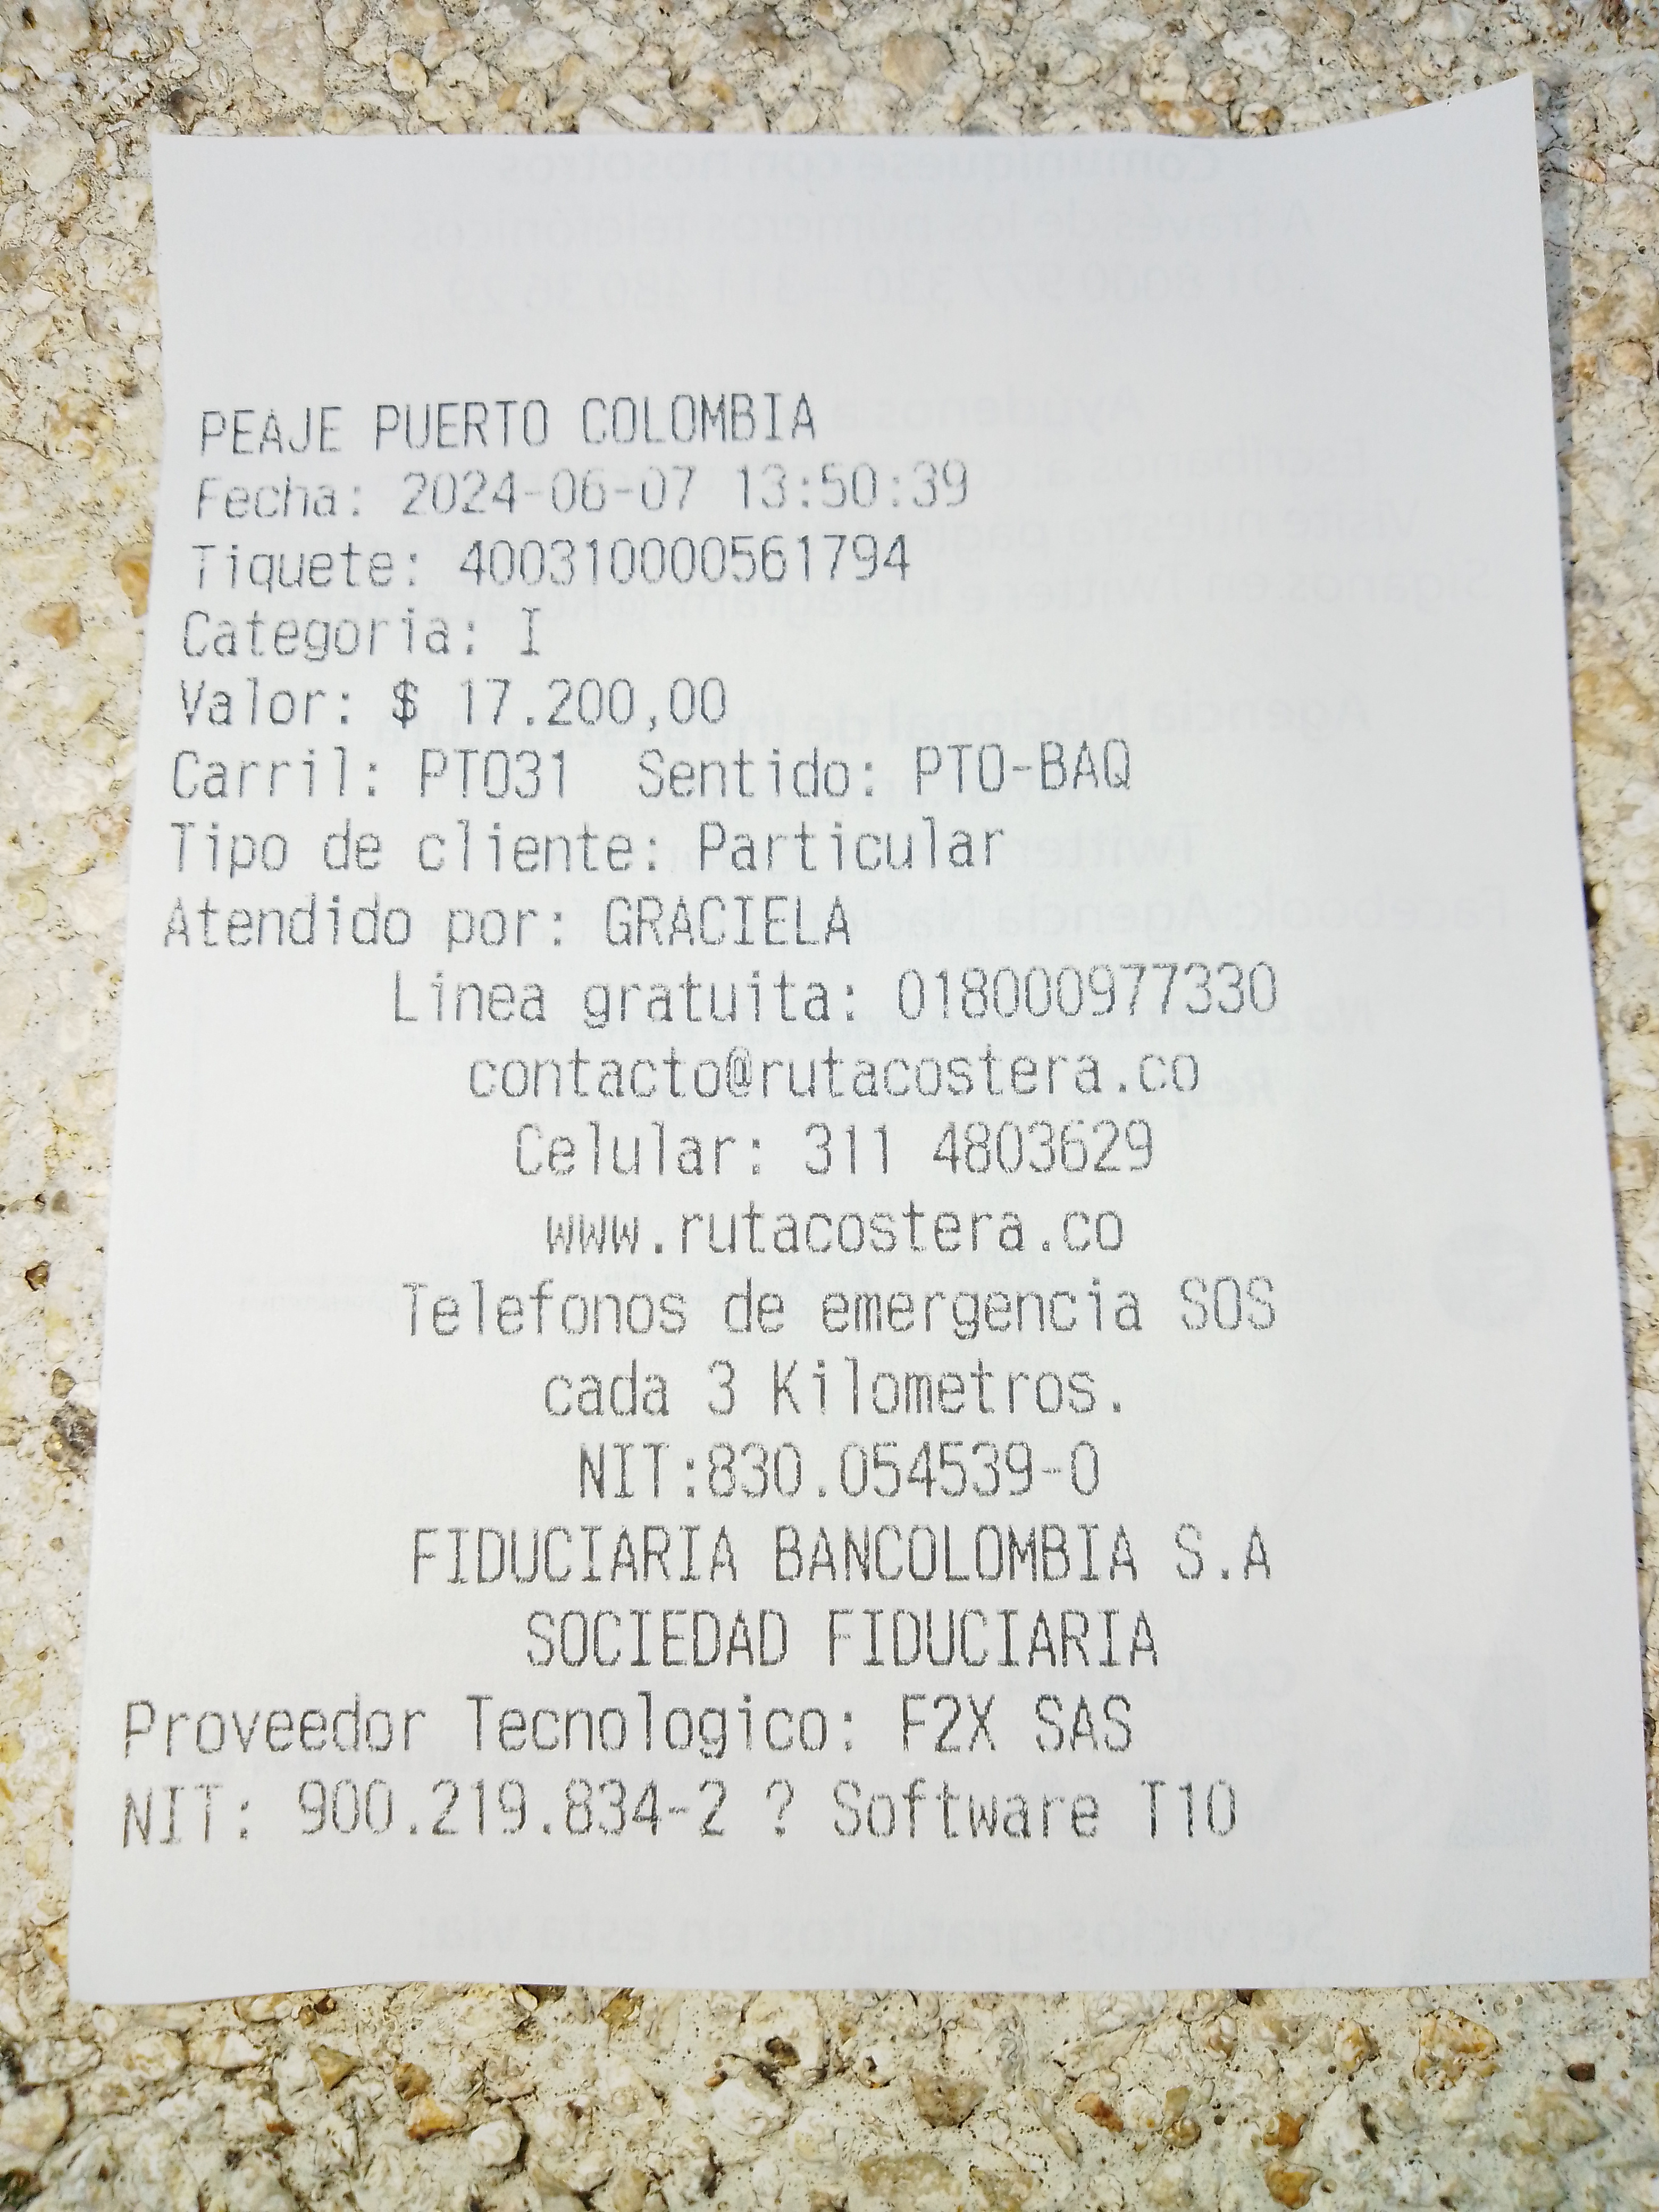 PEAJE PUERTO COLOMBIA
Fecha: 2024-06-07 13:50:39
Tiquete: 4003100000561794
Categoria: I
Valor: $ 17.200,00
Carril: PTO31 Sentido: PTO-BAQ
Tipo de cliente: Particular
Atendido por: GRACIELA
Linea gratuita: 018000977330
contacto@rutacostera.co
Celular: 311 4803629
www.rutacostera.co
Telefonos de emergencia SOS
cada 3 Kilometros.
NIT:830.054539-0
FIDUCIARIA BANCOLOMBIA S.A
SOCIEDAD FIDUCIARIA
Proveedor Tecnologico: F2X SAS
NIT: 900.219.834-2 ? Software T10